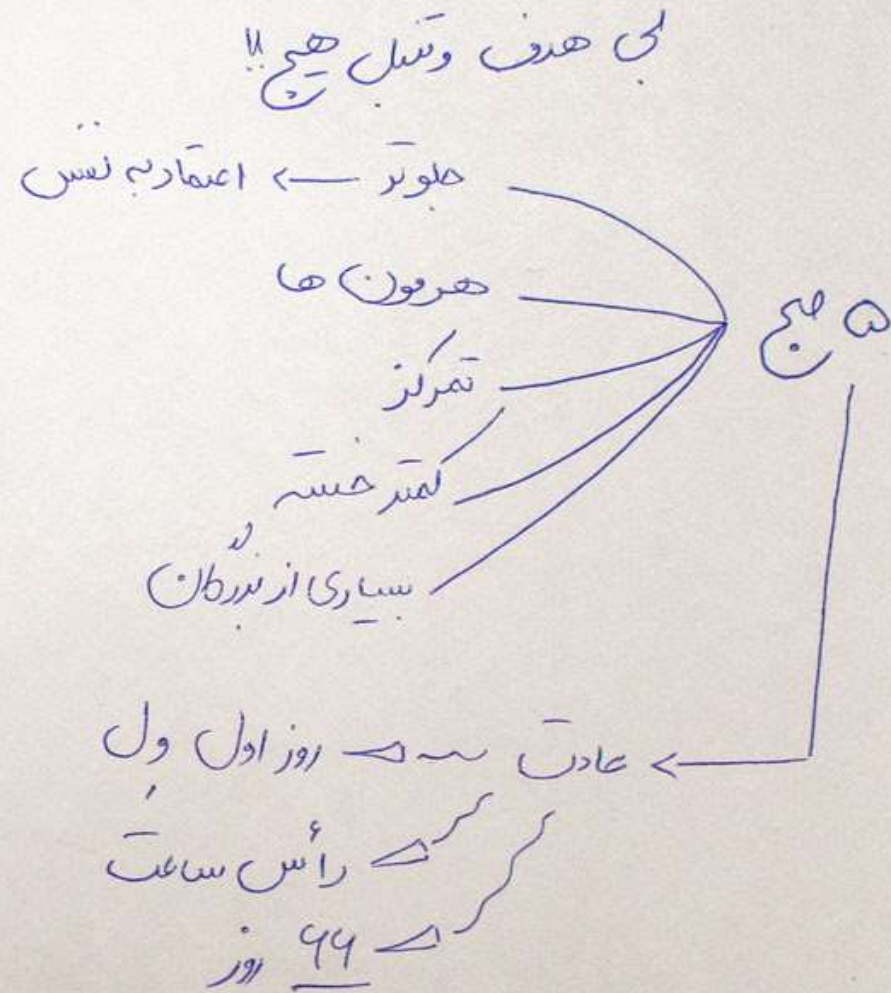 بی هدف و تنبل هیچ!!
۵ صبح
جلوتر ← اعتماد به نفس
هرمون ها
تمرکز
کمتر خسته
بسیاری از بزرگان
عادت ← روز اول ول
رأس ساعت
۶۶ روز